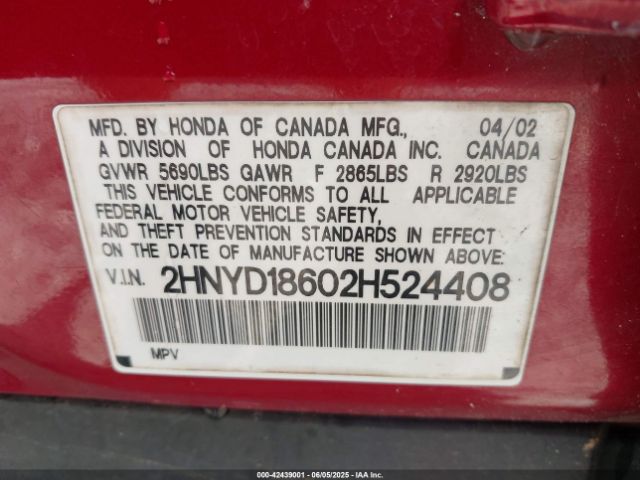 MFD. BY HONDA OF CANADA MFG., 04/02
A DIVISION OF HONDA CANADA INC. CANADA
GVWR 5690LBS GAWR F 2865LBS R 2920LBS
THIS VEHICLE CONFORMS TO ALL APPLICABLE
FEDERAL MOTOR VEHICLE SAFETY,
AND THEFT PREVENTION STANDARDS IN EFFECT
ON THE DATE OF MANUFACTURE SHOWN ABOVE.
V.I.N. 2HNYD18602H524408
MPV
000-42439001 - 06/05/2025 - IAAI.COM